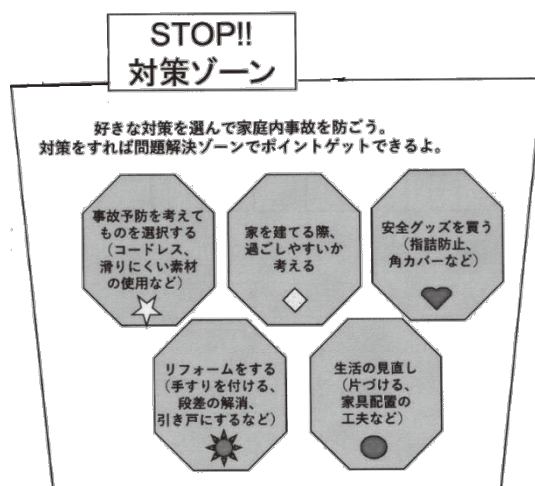 STOP!!
対策ゾーン
好きな対策を選んで家庭内事故を防ごう。
対策をすれば問題解決ゾーンでポイントゲットできるよ。
事故予防を考えて
ものを選択する
（コードレス、
滑りにくい素材
の使用など）
家を建てる際、
過ごしやすいか
考える
安全グッズを買う
（指詰防止、
角カバーなど）
リフォームをする
（手すりを付ける、
段差の解消、
引き戸にするなど）
生活の見直し
（片づける、
家具配置の
工夫など）